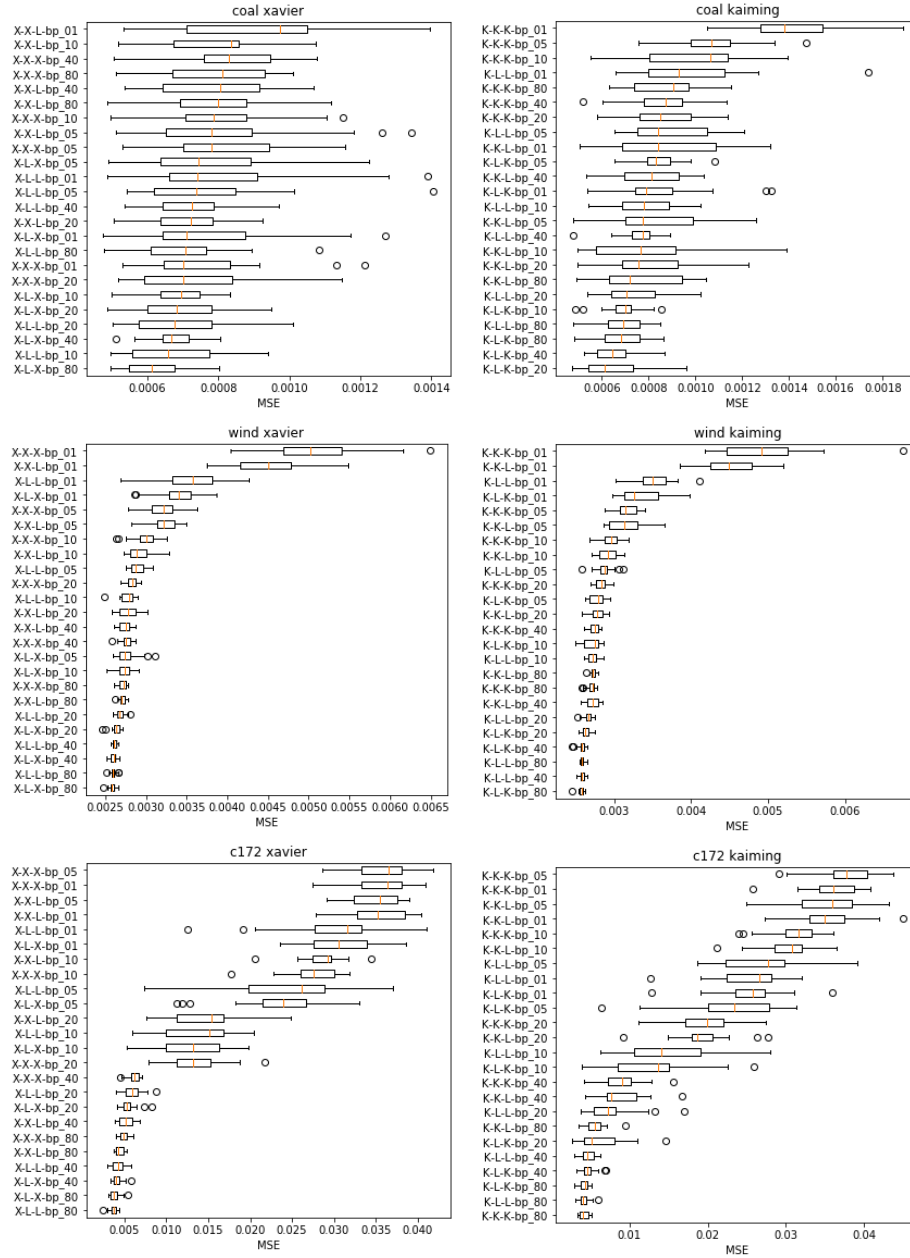 coal xavier
X-X-L-bp_01
X-X-L-bp_10
X-X-X-bp_40
X-X-X-bp_80
X-X-L-bp_40
X-X-L-bp_80
X-X-X-bp_10
X-X-L-bp_05
X-X-X-bp_05
X-L-X-bp_05
X-L-L-bp_01
X-L-L-bp_05
X-L-L-bp_40
X-X-L-bp_20
X-L-X-bp_01
X-L-L-bp_80
X-X-X-bp_01
X-X-X-bp_20
X-L-X-bp_10
X-L-X-bp_20
X-L-L-bp_20
X-L-X-bp_40
X-L-L-bp_10
X-L-X-bp_80
0.0006 0.0008 0.0010 0.0012 0.0014
MSE
coal kaiming
K-K-K-bp_01
K-K-K-bp_05
K-K-K-bp_10
K-L-L-bp_01
K-K-K-bp_80
K-K-K-bp_40
K-K-K-bp_20
K-L-L-bp_05
K-K-L-bp_01
K-L-K-bp_05
K-K-L-bp_40
K-L-K-bp_01
K-L-L-bp_10
K-K-L-bp_05
K-L-L-bp_40
K-K-L-bp_10
K-K-L-bp_20
K-K-L-bp_80
K-L-L-bp_20
K-L-K-bp_10
K-L-L-bp_80
K-L-K-bp_80
K-L-K-bp_40
K-L-K-bp_20
0.0006 0.0008 0.0010 0.0012 0.0014 0.0016 0.0018
MSE
wind xavier
X-X-X-bp_01
X-X-L-bp_01
X-L-L-bp_01
X-L-X-bp_01
X-X-X-bp_05
X-X-L-bp_05
X-X-X-bp_10
X-X-L-bp_10
X-L-L-bp_05
X-X-X-bp_20
X-L-L-bp_10
X-X-L-bp_20
X-X-L-bp_40
X-X-X-bp_40
X-L-X-bp_05
X-L-X-bp_10
X-X-X-bp_80
X-X-L-bp_80
X-L-L-bp_20
X-L-X-bp_20
X-L-L-bp_40
X-L-X-bp_40
X-L-L-bp_80
X-L-X-bp_80
0.0025 0.0030 0.0035 0.0040 0.0045 0.0050 0.0055 0.0060 0.0065
MSE
wind kaiming
K-K-K-bp_01
K-K-L-bp_01
K-L-L-bp_01
K-L-K-bp_01
K-K-K-bp_05
K-K-L-bp_05
K-K-K-bp_10
K-K-L-bp_10
K-L-L-bp_05
K-K-K-bp_20
K-L-K-bp_05
K-K-L-bp_20
K-K-K-bp_40
K-L-K-bp_10
K-L-L-bp_10
K-K-L-bp_80
K-K-K-bp_80
K-K-L-bp_40
K-L-L-bp_20
K-L-K-bp_20
K-L-K-bp_40
K-L-L-bp_80
K-L-L-bp_40
K-L-K-bp_80
0.003 0.004 0.005 0.006
MSE
c172 xavier
X-X-X-bp_05
X-X-X-bp_01
X-X-L-bp_05
X-X-L-bp_01
X-L-L-bp_01
X-L-X-bp_01
X-X-L-bp_10
X-X-X-bp_10
X-L-L-bp_05
X-L-X-bp_05
X-X-L-bp_20
X-L-L-bp_10
X-L-X-bp_10
X-X-X-bp_20
X-X-X-bp_40
X-L-L-bp_20
X-L-X-bp_20
X-X-L-bp_40
X-X-X-bp_80
X-X-L-bp_80
X-L-L-bp_40
X-L-X-bp_40
X-L-X-bp_80
X-L-L-bp_80
0.005 0.010 0.015 0.020 0.025 0.030 0.035 0.040
MSE
c172 kaiming
K-K-K-bp_05
K-K-K-bp_01
K-K-L-bp_05
K-K-L-bp_01
K-K-K-bp_10
K-K-L-bp_10
K-L-L-bp_05
K-L-L-bp_01
K-L-K-bp_01
K-L-K-bp_05
K-K-K-bp_20
K-K-L-bp_20
K-L-L-bp_10
K-L-K-bp_10
K-K-K-bp_40
K-K-L-bp_40
K-L-L-bp_20
K-K-L-bp_80
K-L-K-bp_20
K-L-L-bp_40
K-L-K-bp_40
K-L-K-bp_80
K-L-L-bp_80
K-K-K-bp_80
0.01 0.02 0.03 0.04
MSE